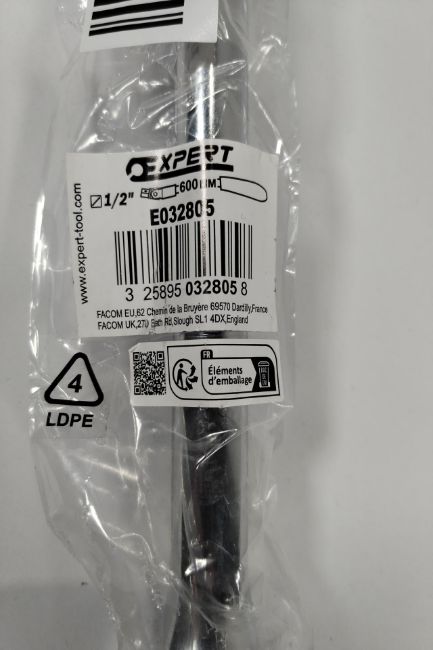 EXPERT
www.expert-tool.com
1/2"
600 MM
E032805
3 25895 032805 8
FACOM EU,62 Chemin de la Bruyère 69570 Dardilly,France
FACOM UK,270 Bath Rd,Slough SL1 4DX,England
4
LDPE
FR
Éléments
d'emballage